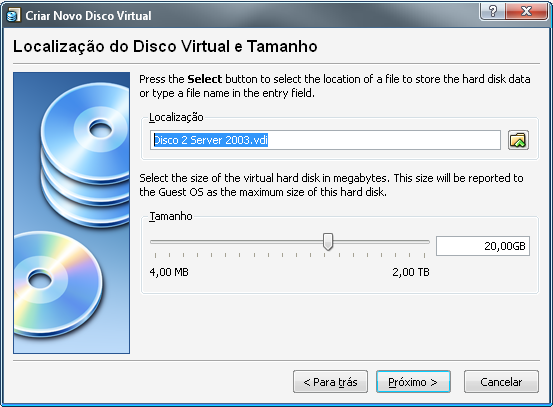 Criar Novo Disco Virtual
Localização do Disco Virtual e Tamanho
Press the Select button to select the location of a file to store the hard disk data
or type a file name in the entry field.
Localização
Disco 2 Server 2003.vdi
Select the size of the virtual hard disk in megabytes. This size will be reported
to the Guest OS as the maximum size of this hard disk.
Tamanho
20,00GB
4,00 MB 2,00 TB
< Para trás Próximo > Cancelar